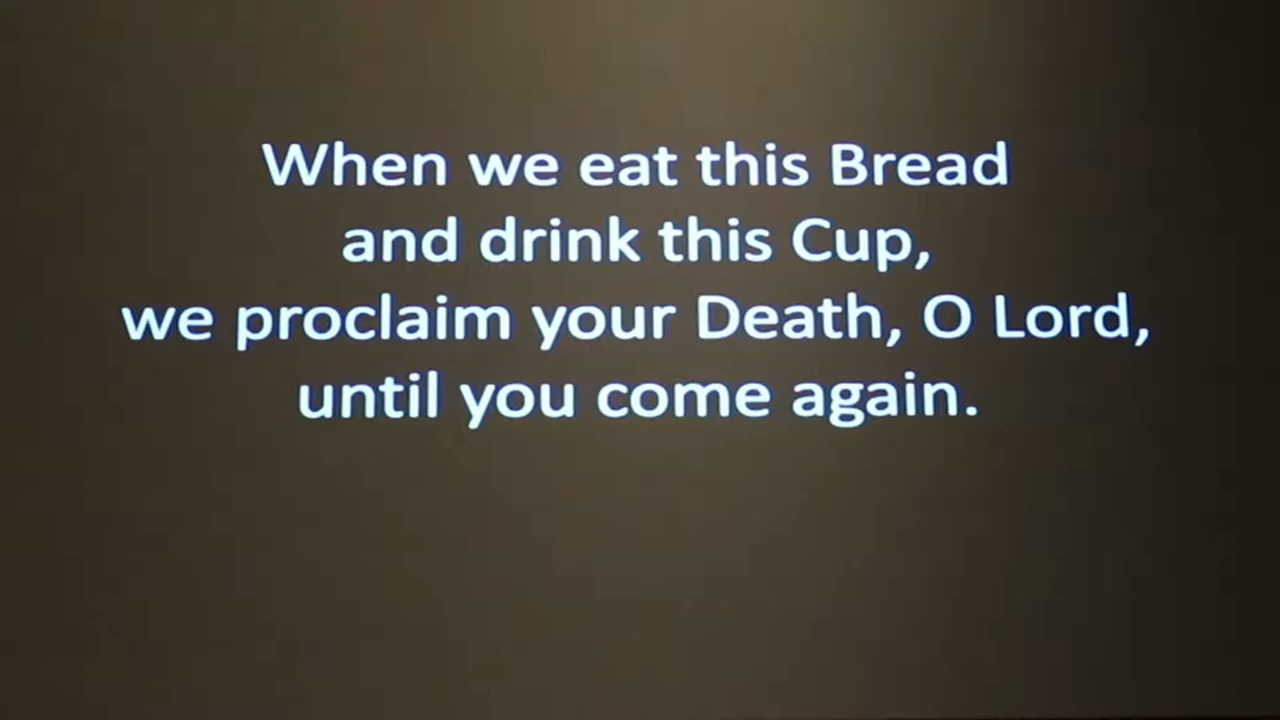 When we eat this Bread
and drink this Cup,
we proclaim your Death, O Lord,
until you come again.